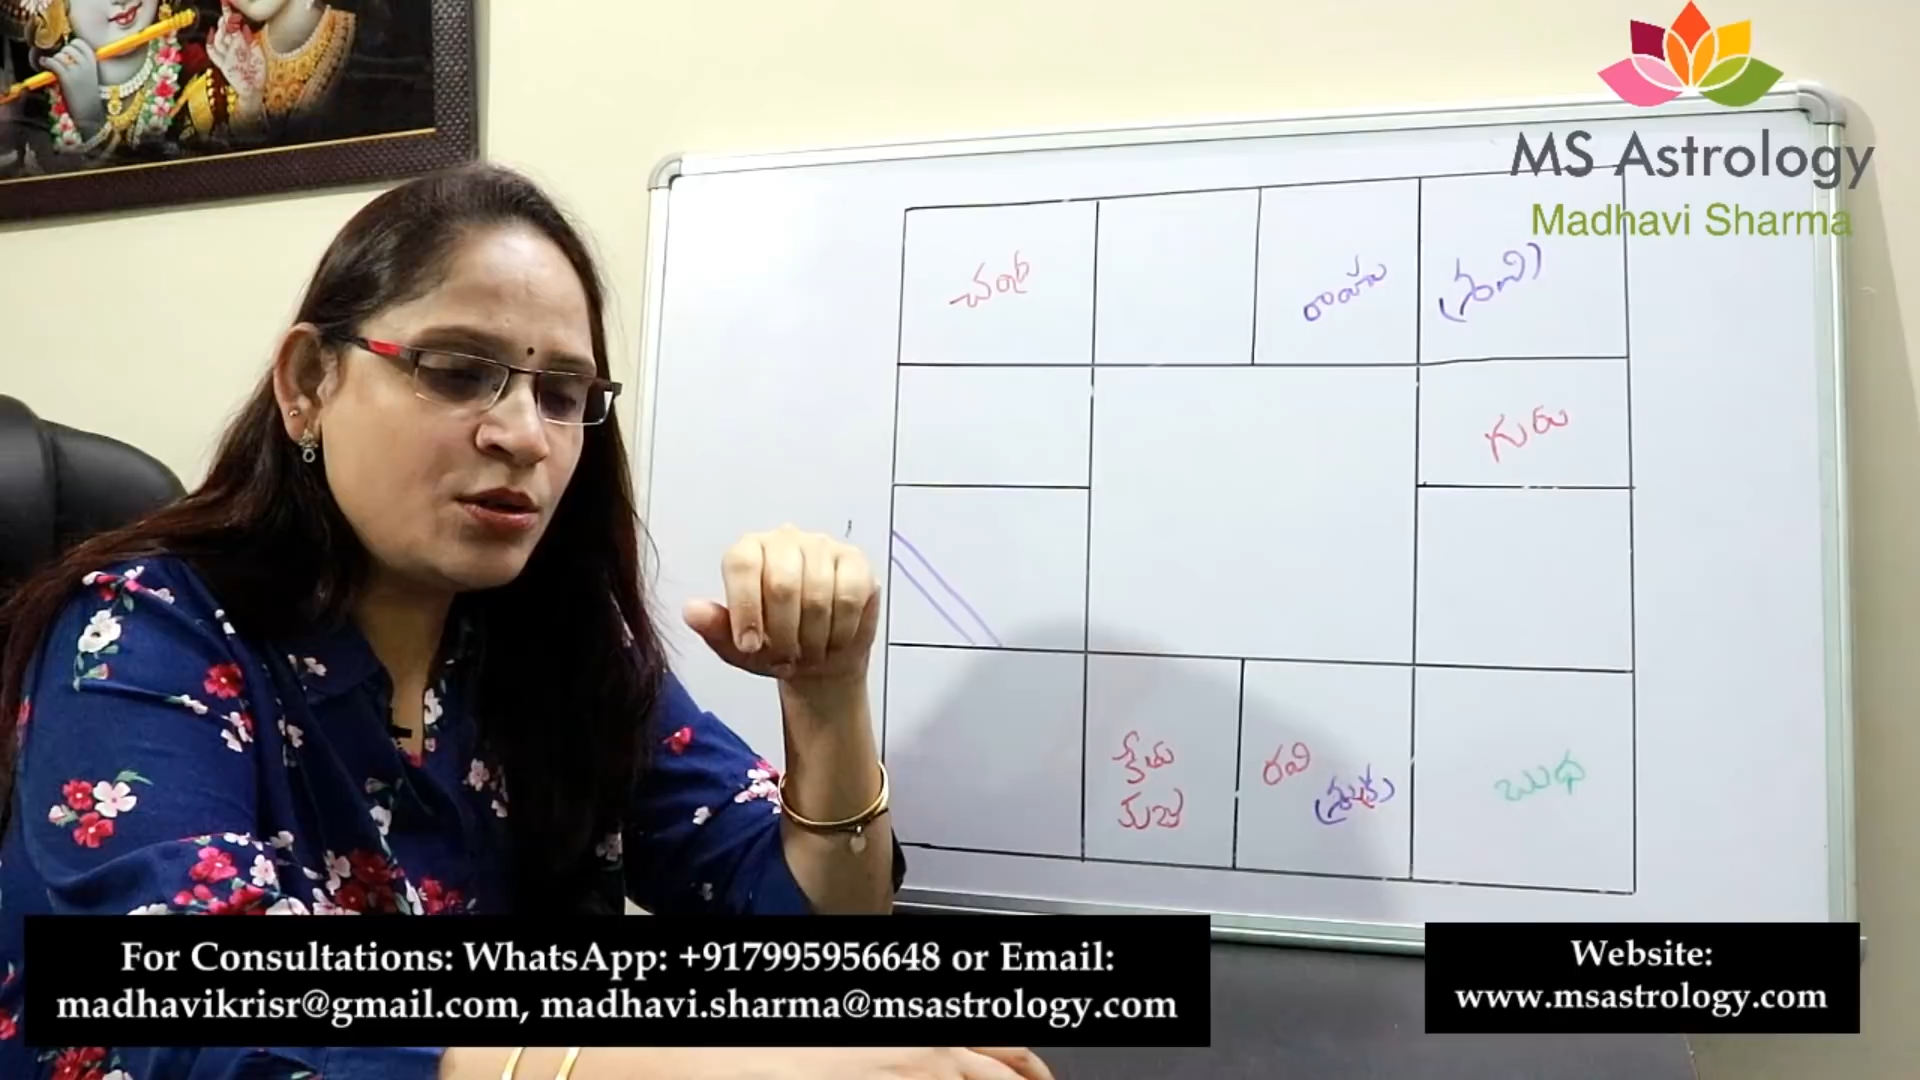 MS Astrology
Madhavi Sharma
చంద్ర
రాహు
(శని)
గురు
కేతు
కుజ
రవి
శుక్ర
బుధ
For Consultations: WhatsApp: +917995956648 or Email:
madhavikrisr@gmail.com, madhavi.sharma@msastrology.com
Website:
www.msastrology.com